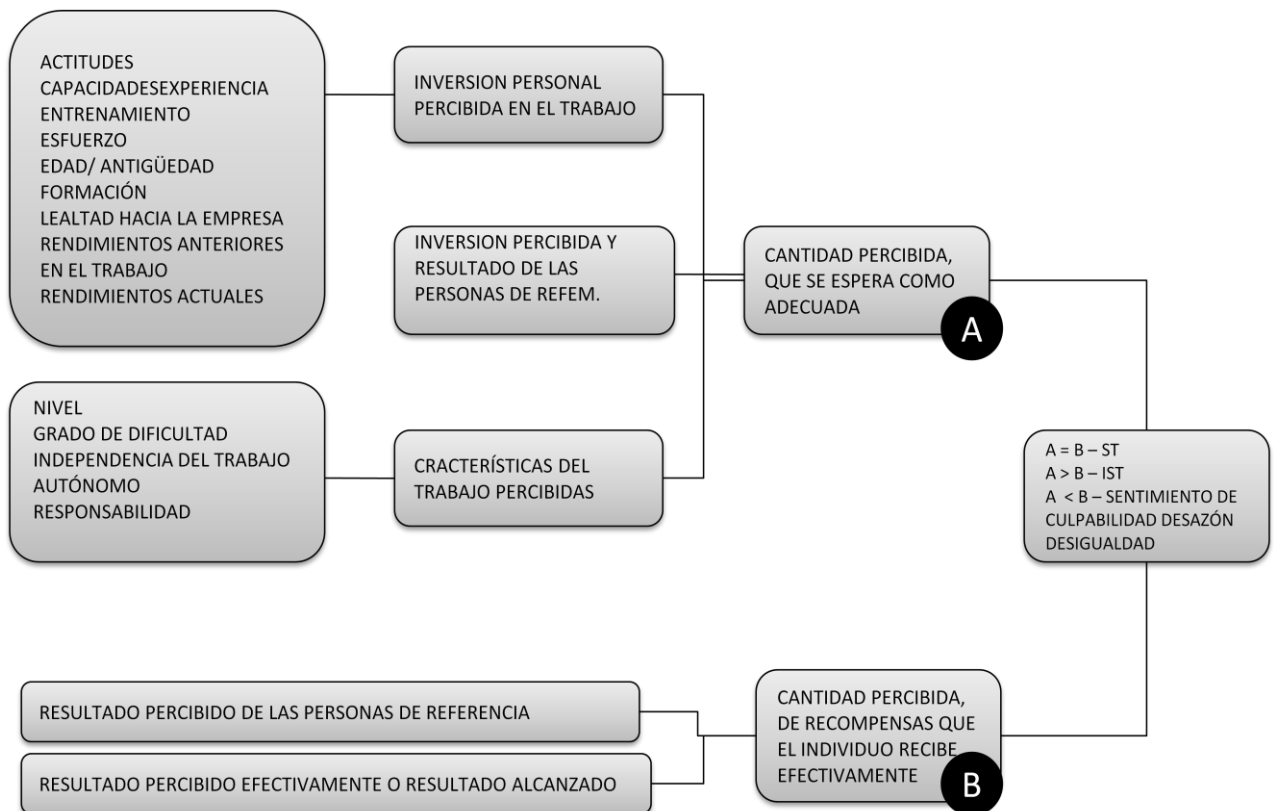 ACTITUDES
CAPACIDADESEXPERIENCIA
ENTRENAMIENTO
ESFUERZO
EDAD/ ANTIGÜEDAD
FORMACIÓN
LEALTAD HACIA LA EMPRESA
RENDIMIENTOS ANTERIORES
EN EL TRABAJO
RENDIMIENTOS ACTUALES
INVERSION PERSONAL
PERCIBIDA EN EL TRABAJO
INVERSION PERCIBIDA Y
RESULTADO DE LAS
PERSONAS DE REFEM.
CANTIDAD PERCIBIDA,
QUE SE ESPERA COMO
ADECUADA
A
NIVEL
GRADO DE DIFICULTAD
INDEPENDENCIA DEL TRABAJO
AUTÓNOMO
RESPONSABILIDAD
CRACTERÍSTICAS DEL
TRABAJO PERCIBIDAS
A = B – ST
A > B – IST
A < B – SENTIMIENTO DE
CULPABILIDAD DESAZÓN
DESIGUALDAD
RESULTADO PERCIBIDO DE LAS PERSONAS DE REFERENCIA
RESULTADO PERCIBIDO EFECTIVAMENTE O RESULTADO ALCANZADO
CANTIDAD PERCIBIDA,
DE RECOMPENSAS QUE
EL INDIVIDUO RECIBE
EFECTIVAMENTE
B